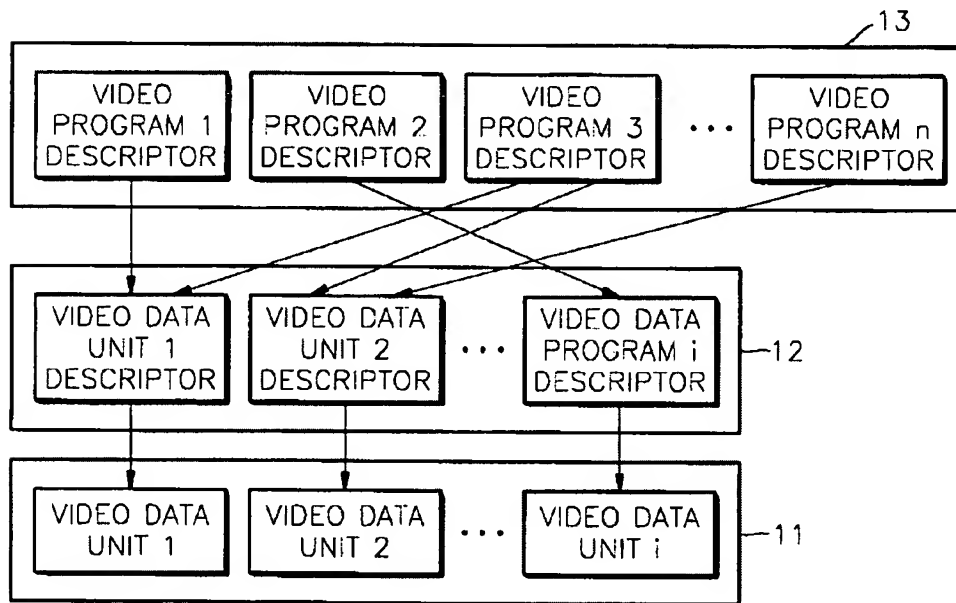 13
VIDEO
PROGRAM 1
DESCRIPTOR
VIDEO
PROGRAM 2
DESCRIPTOR
VIDEO
PROGRAM 3
DESCRIPTOR
•••
VIDEO
PROGRAM n
DESCRIPTOR
VIDEO DATA
UNIT 1
DESCRIPTOR
VIDEO DATA
UNIT 2
DESCRIPTOR
•••
VIDEO DATA
PROGRAM i
DESCRIPTOR
12
VIDEO DATA
UNIT 1
VIDEO DATA
UNIT 2
•••
VIDEO DATA
UNIT i
11